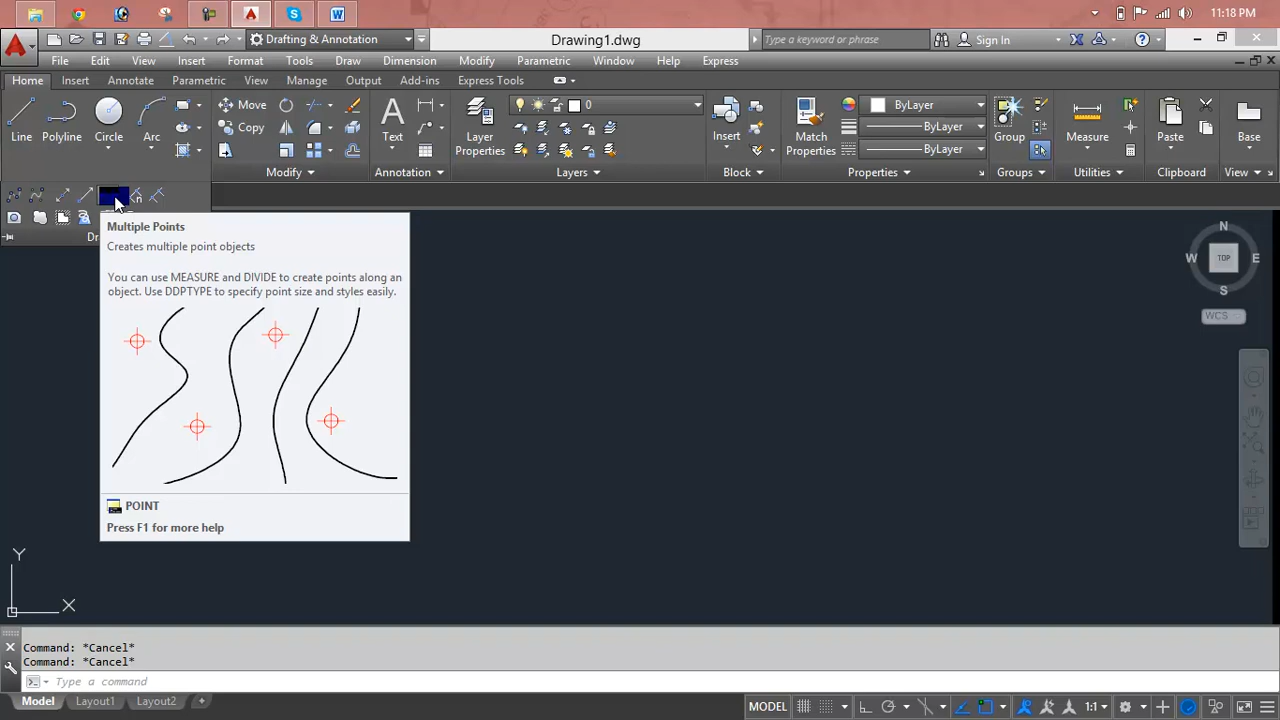 11:18 PM
Drafting & Annotation
Drawing1.dwg
Type a keyword or phrase
Sign In
File Edit View Insert Format Tools Draw Dimension Modify Parametric Window Help Express
Home Insert Annotate Parametric View Manage Output Add-ins Express Tools
Line
Polyline
Circle
Arc
Move
Copy
Text
Layer
Properties
0
Insert
Match
Properties
ByLayer
ByLayer
ByLayer
Group
Measure
Paste
Base
Modify
Annotation
Layers
Block
Properties
Groups
Utilities
Clipboard
View
Multiple Points
Creates multiple point objects
You can use MEASURE and DIVIDE to create points along an
object. Use DDPTYPE to specify point size and styles easily.
POINT
Press F1 for more help
N
W
TOP
E
S
WCS
Y
X
Command: *Cancel*
Command: *Cancel*
Type a command
Model Layout1 Layout2 +
MODEL
1:1